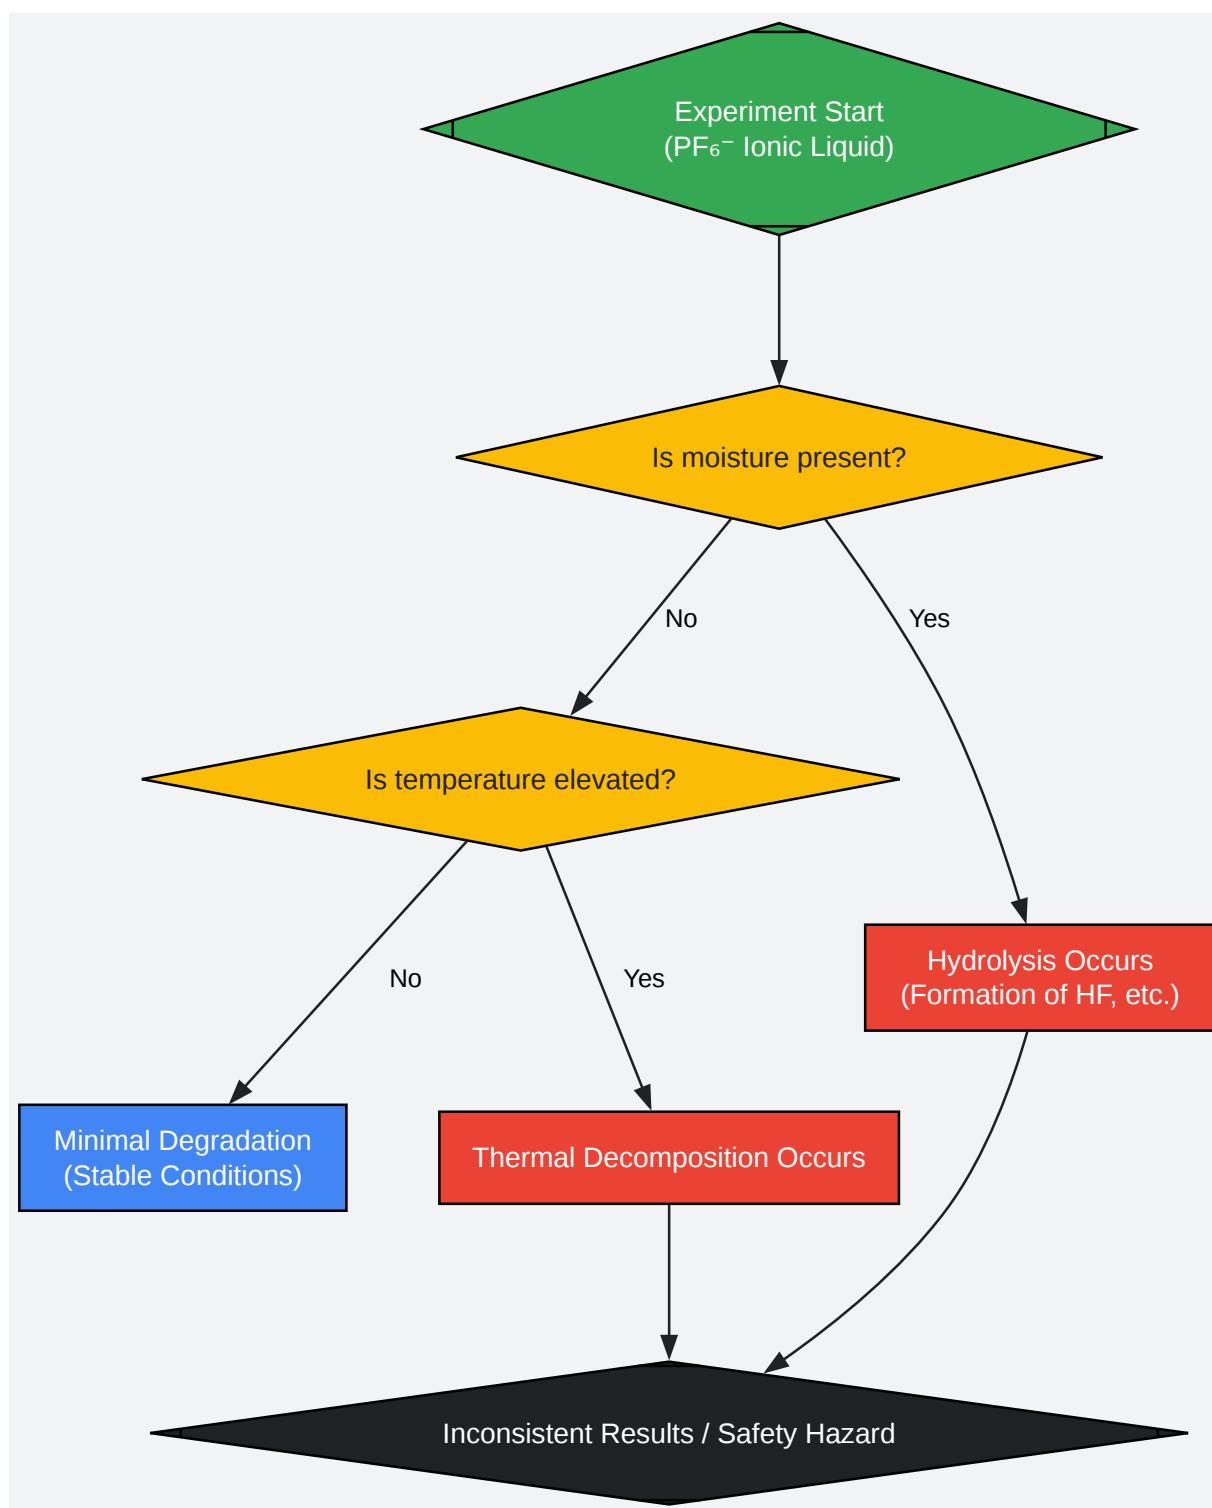 Experiment Start
(PF₆⁻ Ionic Liquid)
Is moisture present?
No
Yes
Is temperature elevated?
No
Yes
Hydrolysis Occurs
(Formation of HF, etc.)
Minimal Degradation
(Stable Conditions)
Thermal Decomposition Occurs
Inconsistent Results / Safety Hazard